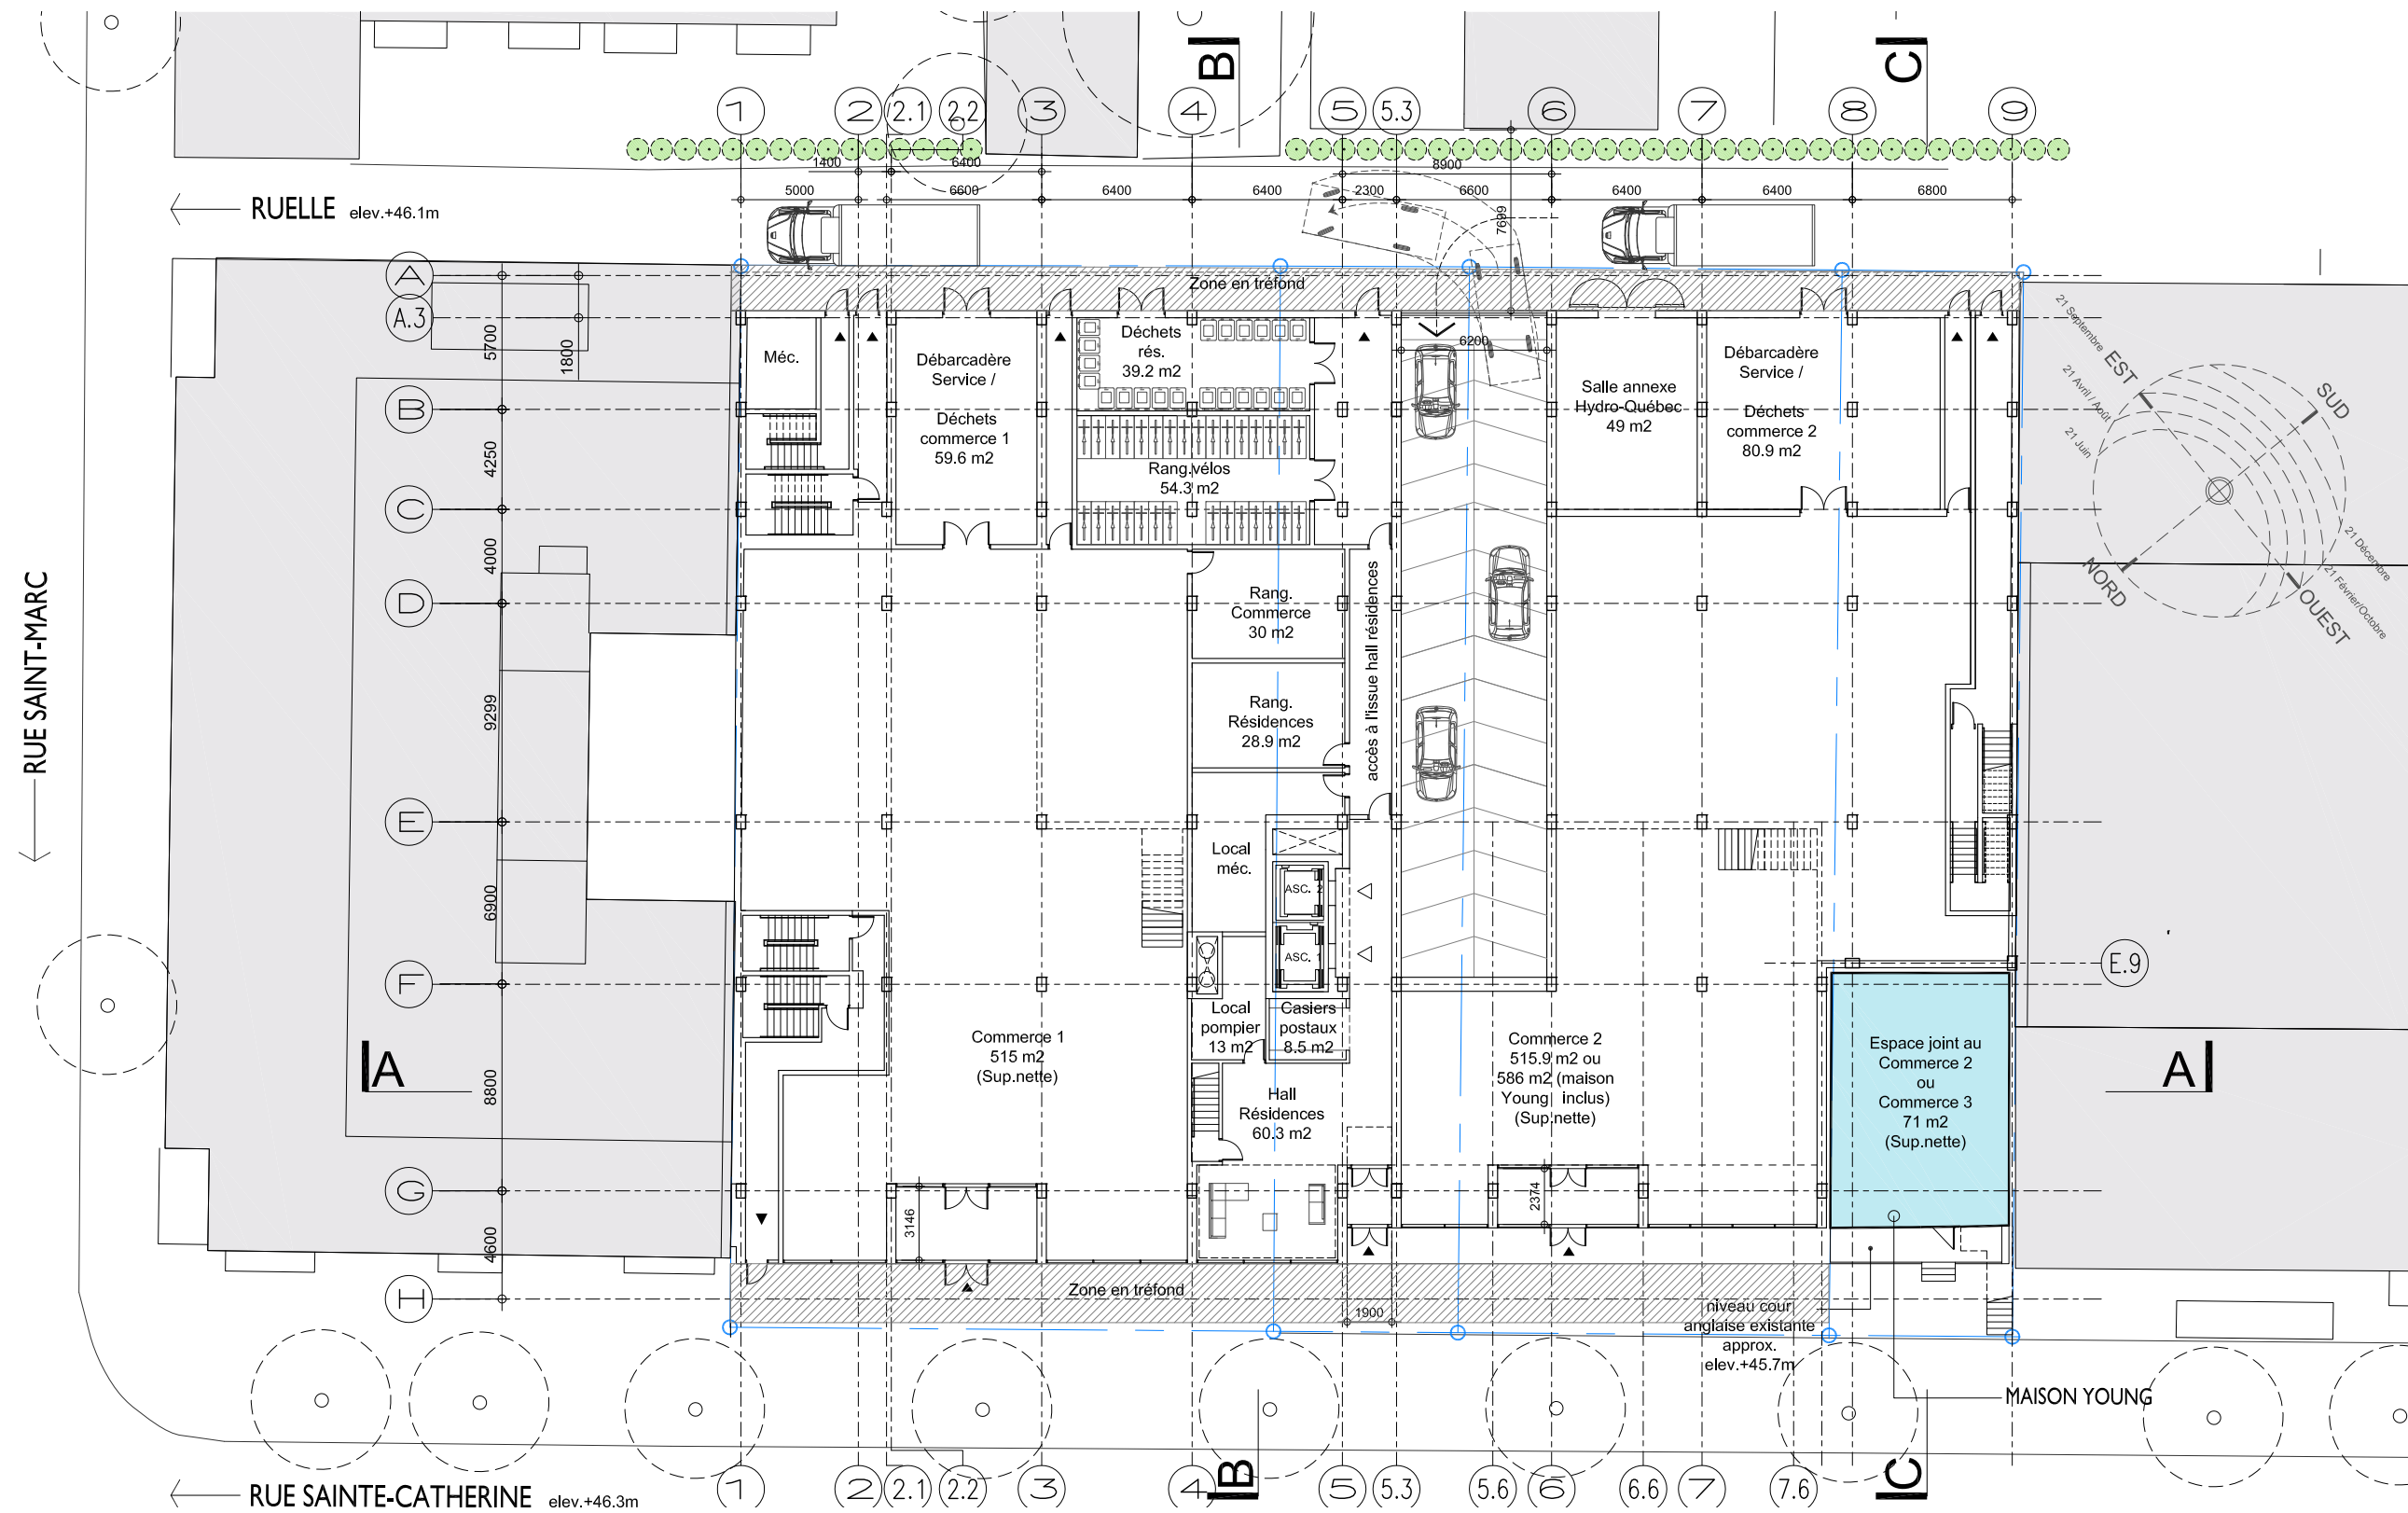 B
C
1
2
2.1
2.2
3
4
5
5.3
6
7
8
9
1400
6400
8900
5000
6600
6400
6400
2300
6600
6400
6400
6800
7699
RUELLE elev.+46.1m
A
A.3
B
C
D
E
F
G
H
E.9
5700
1800
4250
4000
9299
6900
8800
4600
RUE SAINT-MARC
Zone en tréfond
Méc.
Débarcadère
Service /
Déchets
commerce 1
59.6 m2
Déchets
rés.
39.2 m2
Rang.vélos
54.3 m2
6200
Salle annexe
Hydro-Québec
49 m2
Débarcadère
Service /
Déchets
commerce 2
80.9 m2
21 Septembre
EST
21 Avril / Août
21 Juin
SUD
NORD
OUEST
21 Décembre
21 Février/Octobre
Rang.
Commerce
30 m2
Rang.
Résidences
28.9 m2
accès à l'issue hall résidences
Local
méc.
ASC. 2
ASC. 1
Local
pompier
13 m2
Casiers
postaux
8.5 m2
Commerce 1
515 m2
(Sup.nette)
Hall
Résidences
60.3 m2
Commerce 2
515.9 m2 ou
586 m2 (maison
Young inclus)
(Sup.nette)
Espace joint au
Commerce 2
ou
Commerce 3
71 m2
(Sup.nette)
A
A
3146
2374
Zone en tréfond
1900
niveau cour
anglaise existante
approx.
elev.+45.7m
MAISON YOUNG
RUE SAINTE-CATHERINE elev.+46.3m
1
2
2.1
2.2
3
4
B
5
5.3
5.6
6
6.6
7
7.6
C